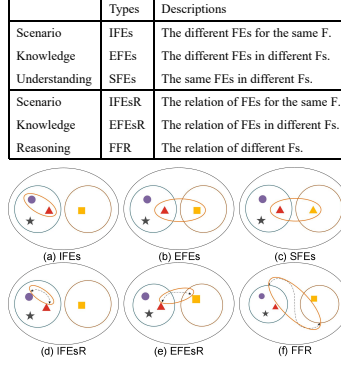 Types Descriptions
Scenario IFEs The different FEs for the same F.
Knowledge EFEs The different FEs in different Fs.
Understanding SFEs The same FEs in different Fs.
Scenario IFEsR The relation of FEs for the same F.
Knowledge EFEsR The relation of FEs in different Fs.
Reasoning FFR The relation of different Fs.
(a) IFEs (b) EFEs (c) SFEs
(d) IFEsR (e) EFEsR (f) FFR